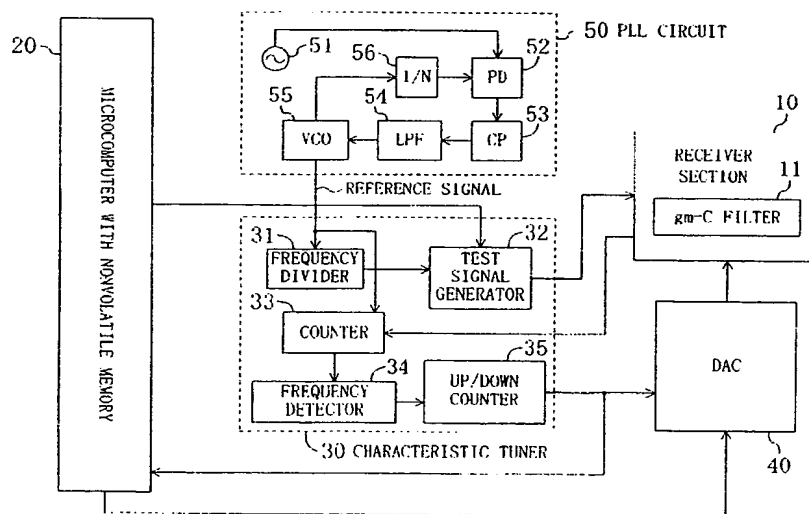 20
MICROCOMPUTER WITH NONVOLATILE
MEMORY
50 PLL CIRCUIT
51
56
52
1/N
PD
55
54
53
VCO
LPF
CP
REFERENCE SIGNAL
10
RECEIVER
SECTION
11
gm-C FILTER
31
32
FREQUENCY
DIVIDER
TEST
SIGNAL
GENERATOR
33
COUNTER
34
35
FREQUENCY
DETECTOR
UP/DOWN
COUNTER
DAC
30 CHARACTERISTIC TUNER
40